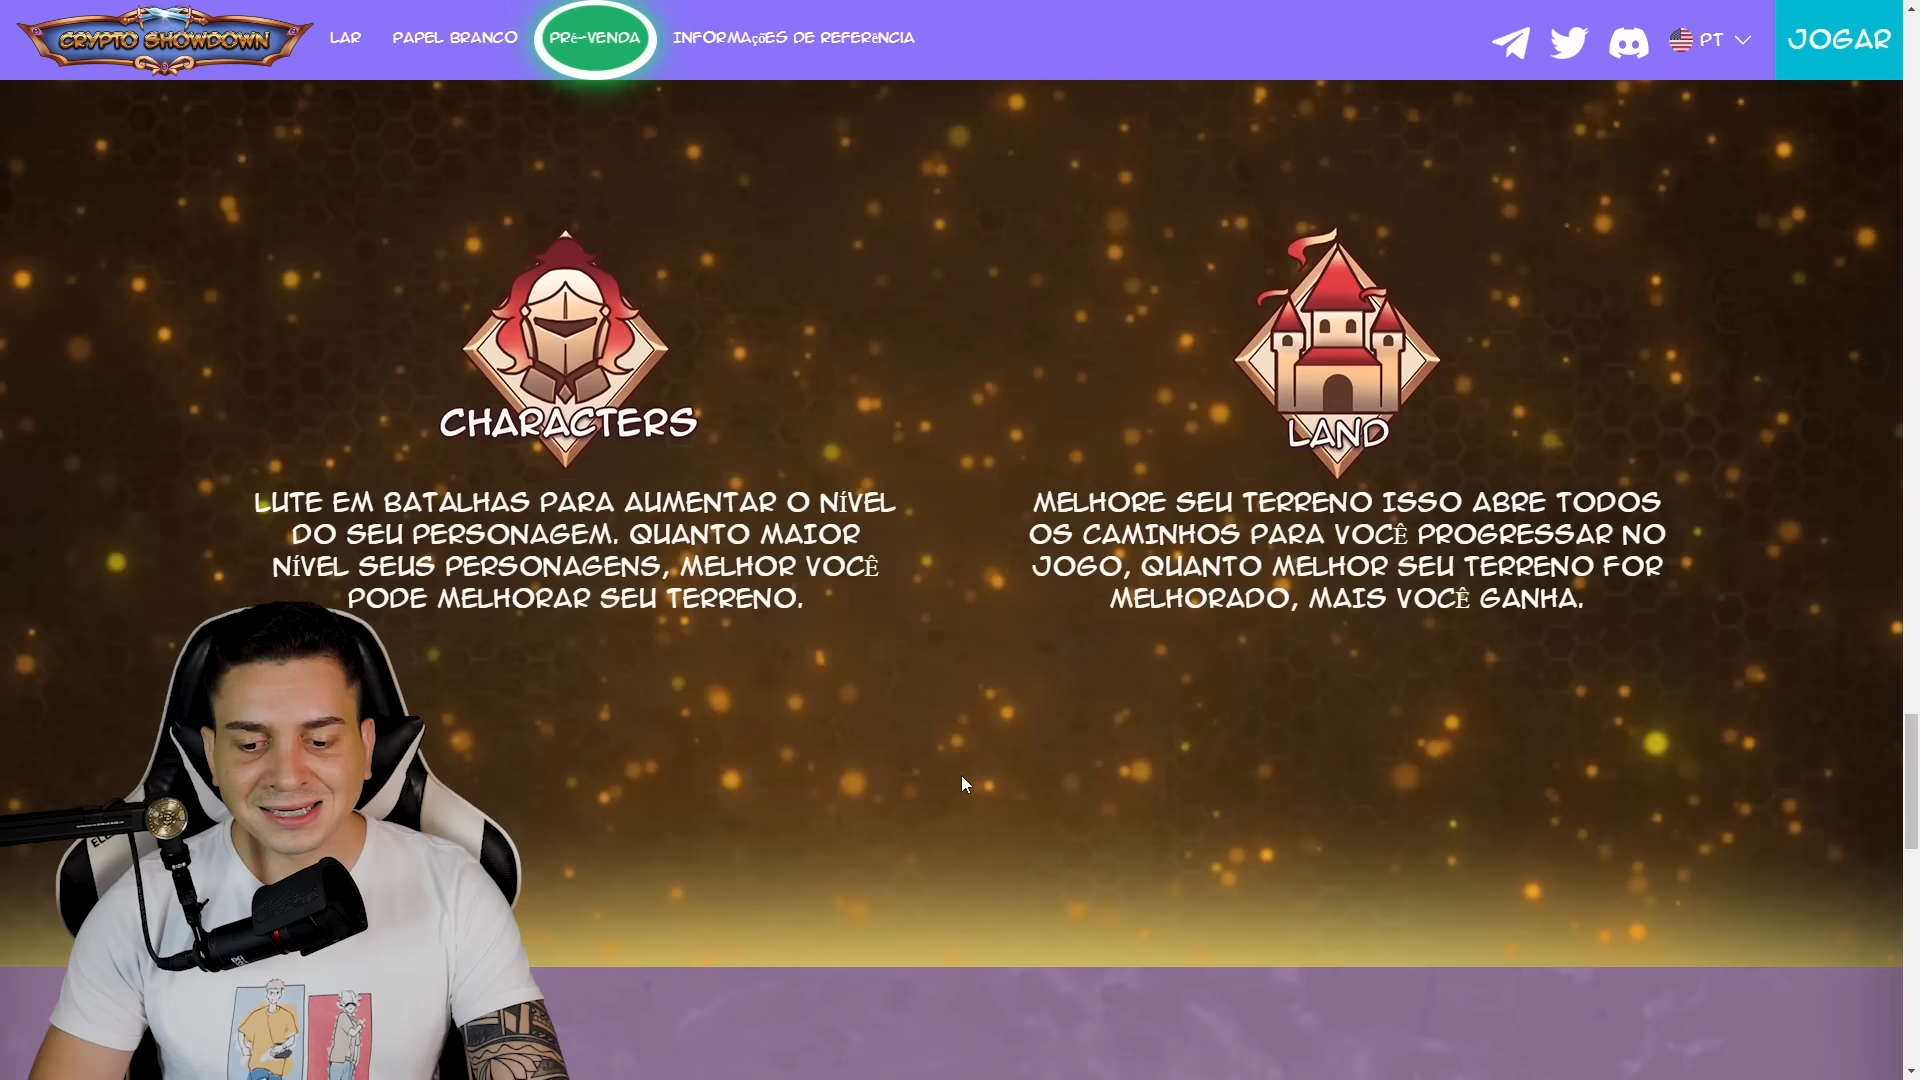 CRYPTO SHOWDOWN
LAR
PAPEL BRANCO
PRé-VENDA
INFORMAçõES DE REFERêNCIA
PT
JOGAR
CHARACTERS
LUTE EM BATALHAS PARA AUMENTAR O NÍVEL
DO SEU PERSONAGEM. QUANTO MAIOR
NÍVEL SEUS PERSONAGENS, MELHOR VOCÊ
PODE MELHORAR SEU TERRENO.
LAND
MELHORE SEU TERRENO ISSO ABRE TODOS
OS CAMINHOS PARA VOCÊ PROGRESSAR NO
JOGO, QUANTO MELHOR SEU TERRENO FOR
MELHORADO, MAIS VOCÊ GANHA.